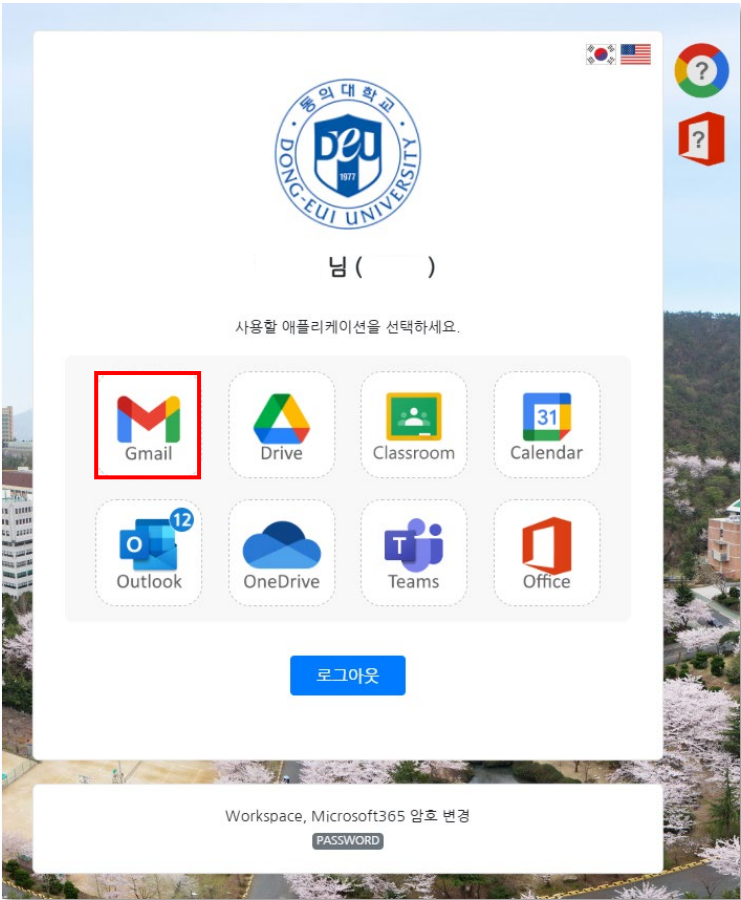 동의대학교
DONG-EUI UNIVERSITY
DEU
1977
님 ( )
사용할 애플리케이션을 선택하세요.
Gmail
Drive
Classroom
31
Calendar
12
O
Outlook
OneDrive
T
Teams
Office
로그아웃
Workspace, Microsoft365 암호 변경
PASSWORD
?
?